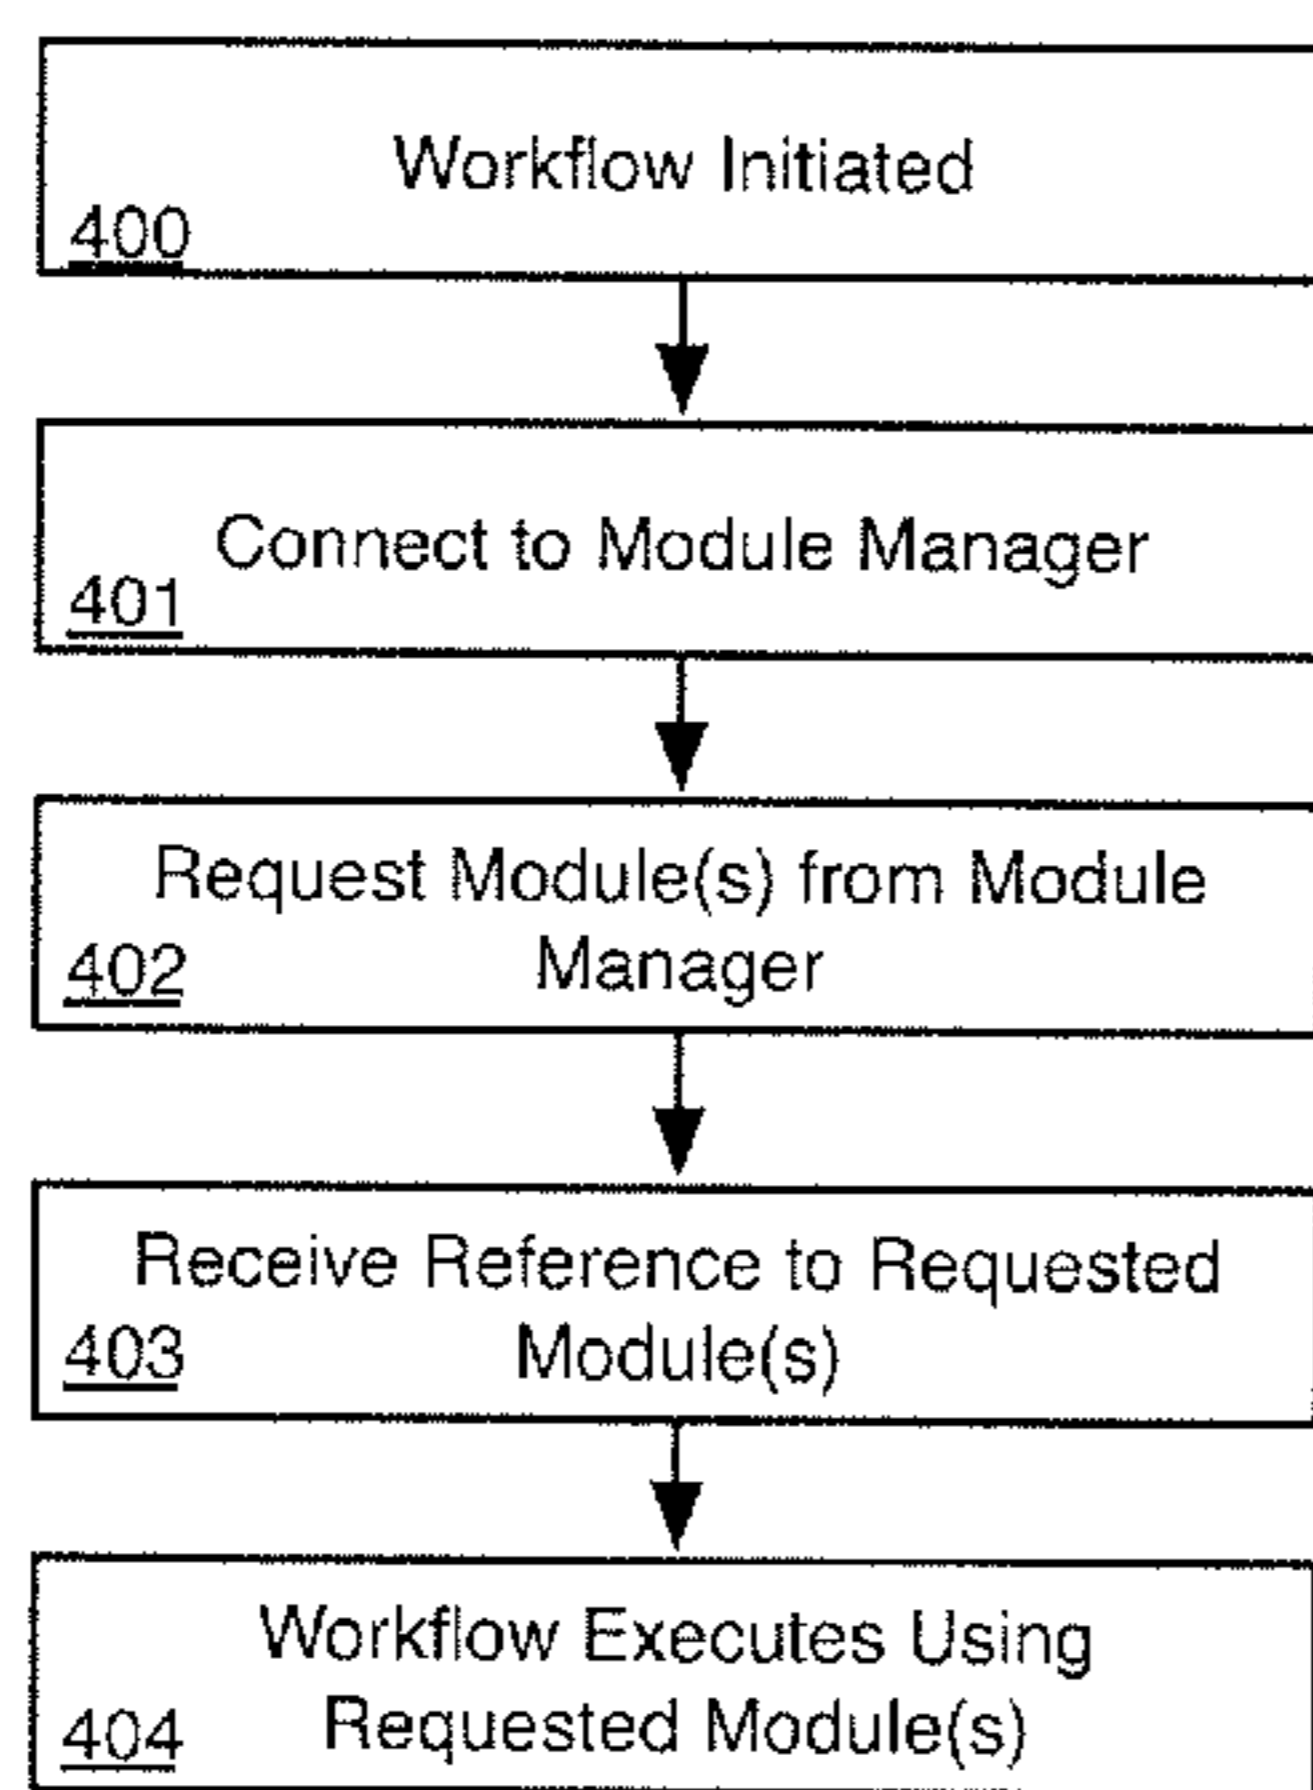 Workflow Initiated
400
Connect to Module Manager
401
Request Module(s) from Module
Manager
402
Receive Reference to Requested
Module(s)
403
Workflow Executes Using
Requested Module(s)
404